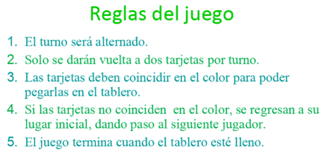 Reglas del juego
1. El turno será alternado.
2. Solo se darán vuelta a dos tarjetas por turno.
3. Las tarjetas deben coincidir en el color para poder
pegarlas en el tablero.
4. Si las tarjetas no coinciden en el color, se regresan a su
lugar inicial, dando paso al siguiente jugador.
5. El juego termina cuando el tablero esté lleno.